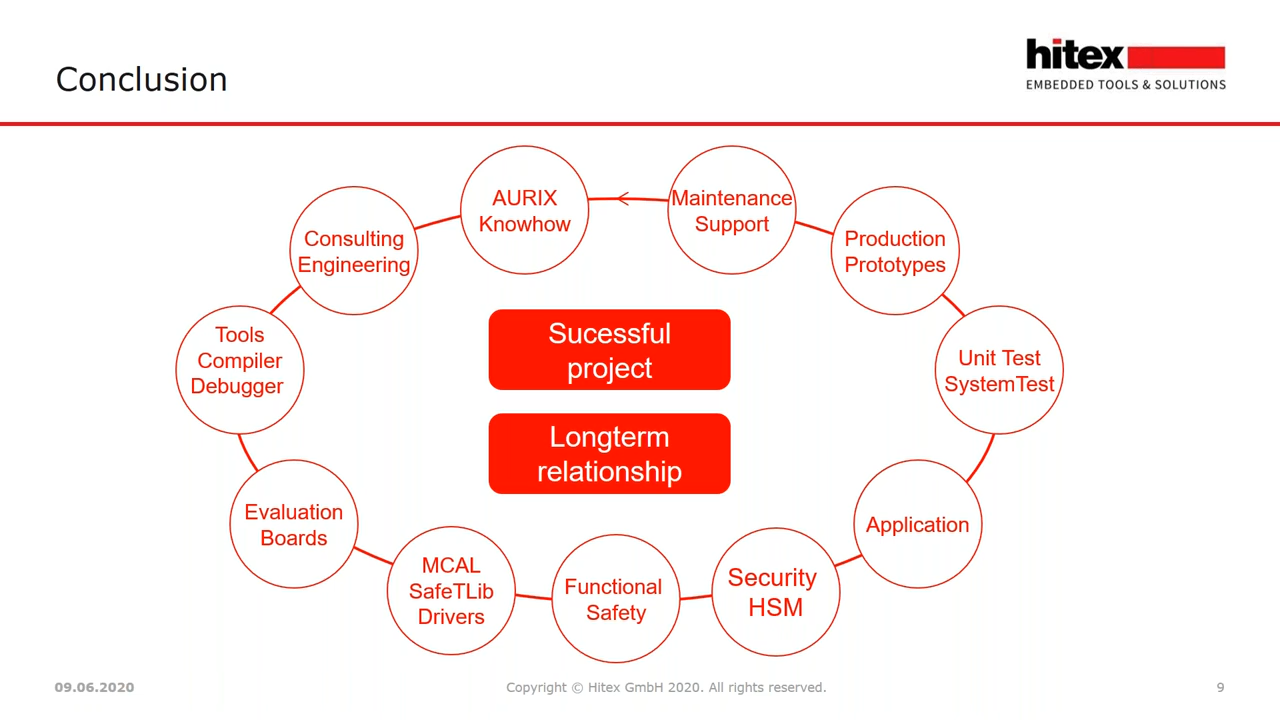 Conclusion
hitex
EMBEDDED TOOLS & SOLUTIONS
AURIX
Knowhow
Maintenance
Support
Consulting
Engineering
Production
Prototypes
Tools
Compiler
Debugger
Sucessful
project
Unit Test
SystemTest
Longterm
relationship
Evaluation
Boards
Application
MCAL
SafeTLib
Drivers
Functional
Safety
Security
HSM
09.06.2020
Copyright © Hitex GmbH 2020. All rights reserved.
9